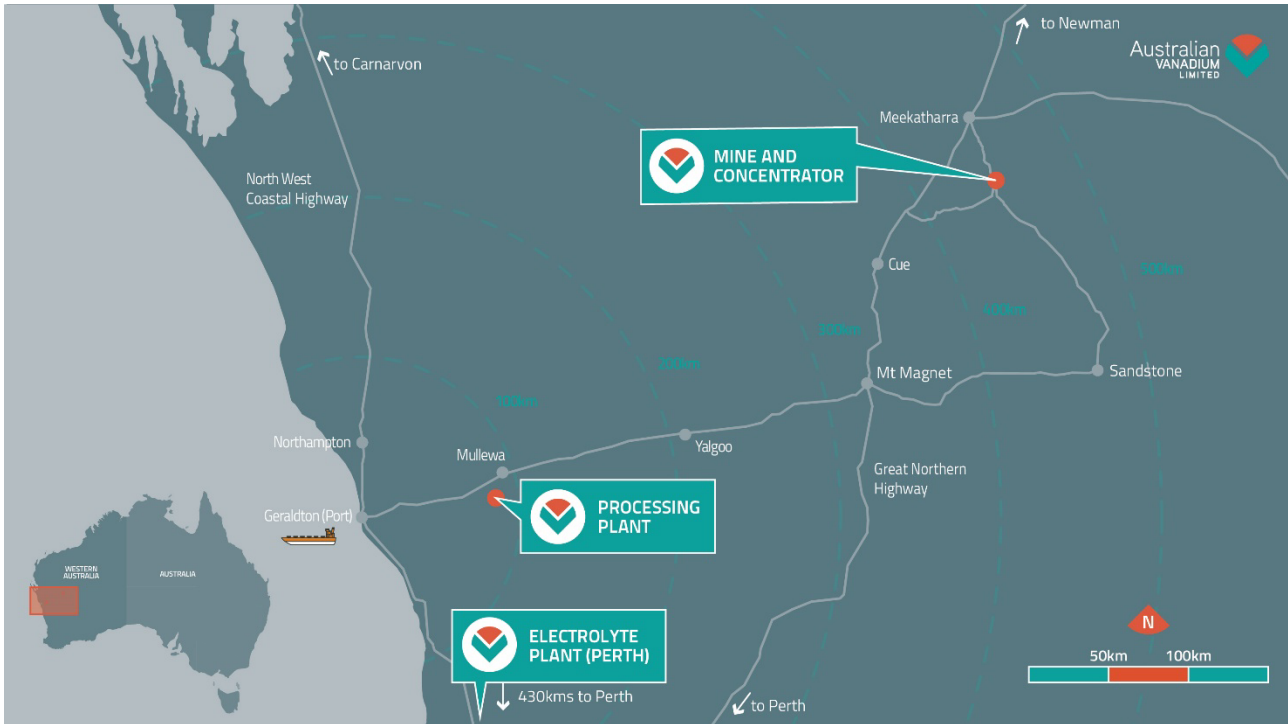 to Newman
Australian
VANADIUM
LIMITED
to Carnarvon
Meekatharra
MINE AND
CONCENTRATOR
North West
Coastal Highway
Cue
500km
400km
300km
200km
100km
Mt Magnet
Sandstone
Northampton
Mullewa
Yalgoo
Great Northern
Highway
PROCESSING
PLANT
Geraldton (Port)
WESTERN
AUSTRALIA
AUSTRALIA
ELECTROLYTE
PLANT (PERTH)
430kms to Perth
to Perth
N
50km
100km